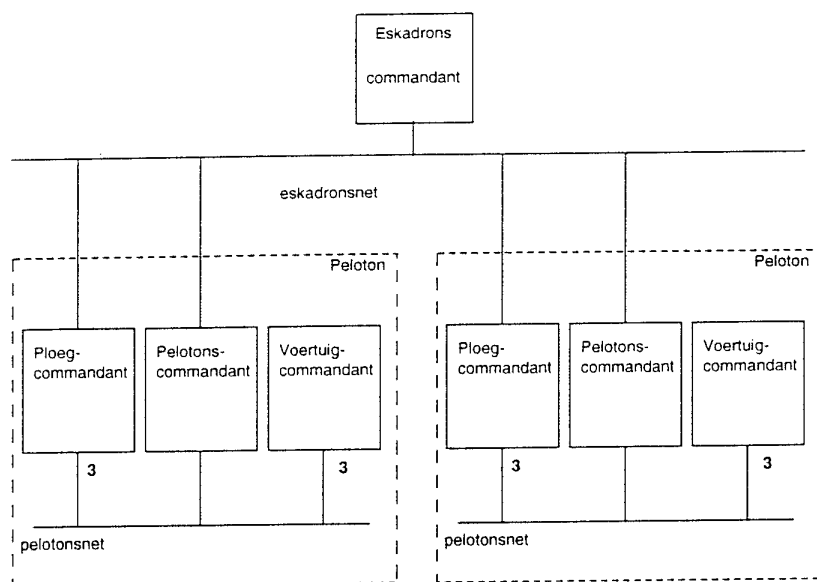 Eskadrons
commandant
eskadronsnet
Peloton
Ploeg-
commandant
Pelotons-
commandant
Voertuig-
commandant
3
3
pelotonsnet
Peloton
Ploeg-
commandant
Pelotons-
commandant
Voertuig-
commandant
3
3
pelotonsnet